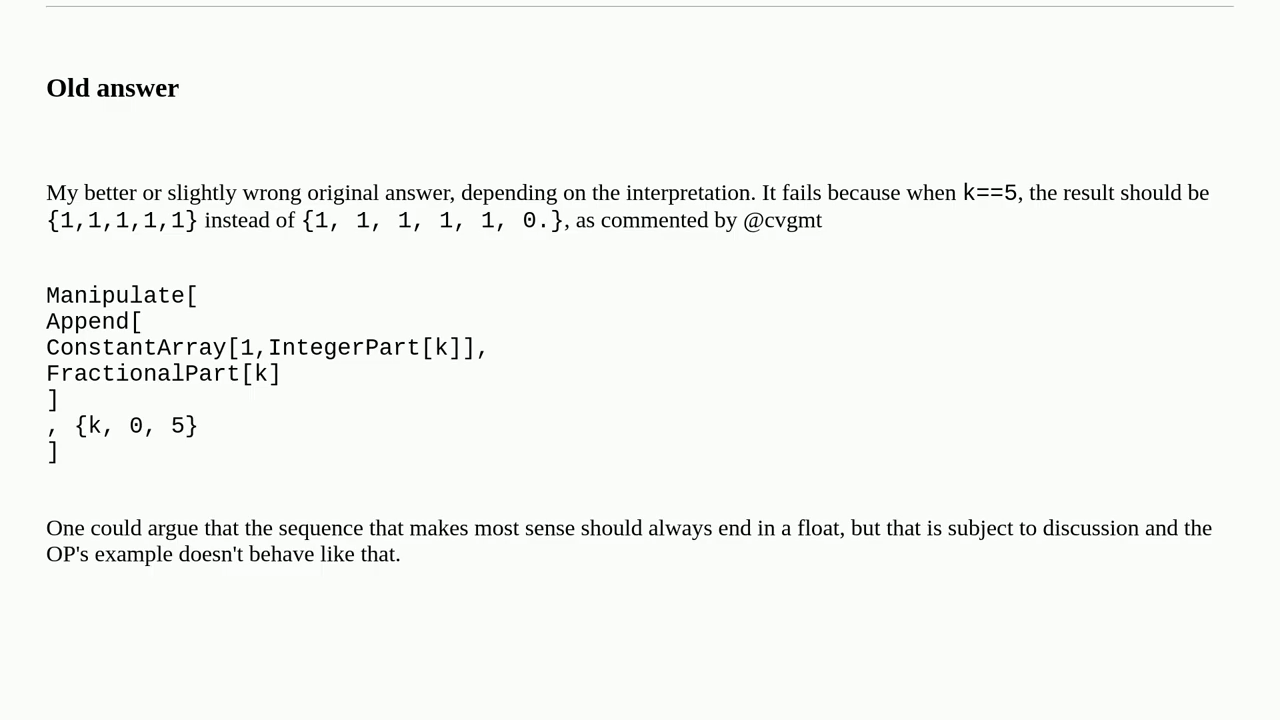 Old answer
My better or slightly wrong original answer, depending on the interpretation. It fails because when k==5, the result should be
{1,1,1,1,1} instead of {1, 1, 1, 1, 1, 0.}, as commented by @cvgmt
Manipulate[
Append[
ConstantArray[1,IntegerPart[k]],
FractionalPart[k]
]
, {k, 0, 5}
]
One could argue that the sequence that makes most sense should always end in a float, but that is subject to discussion and the
OP's example doesn't behave like that.